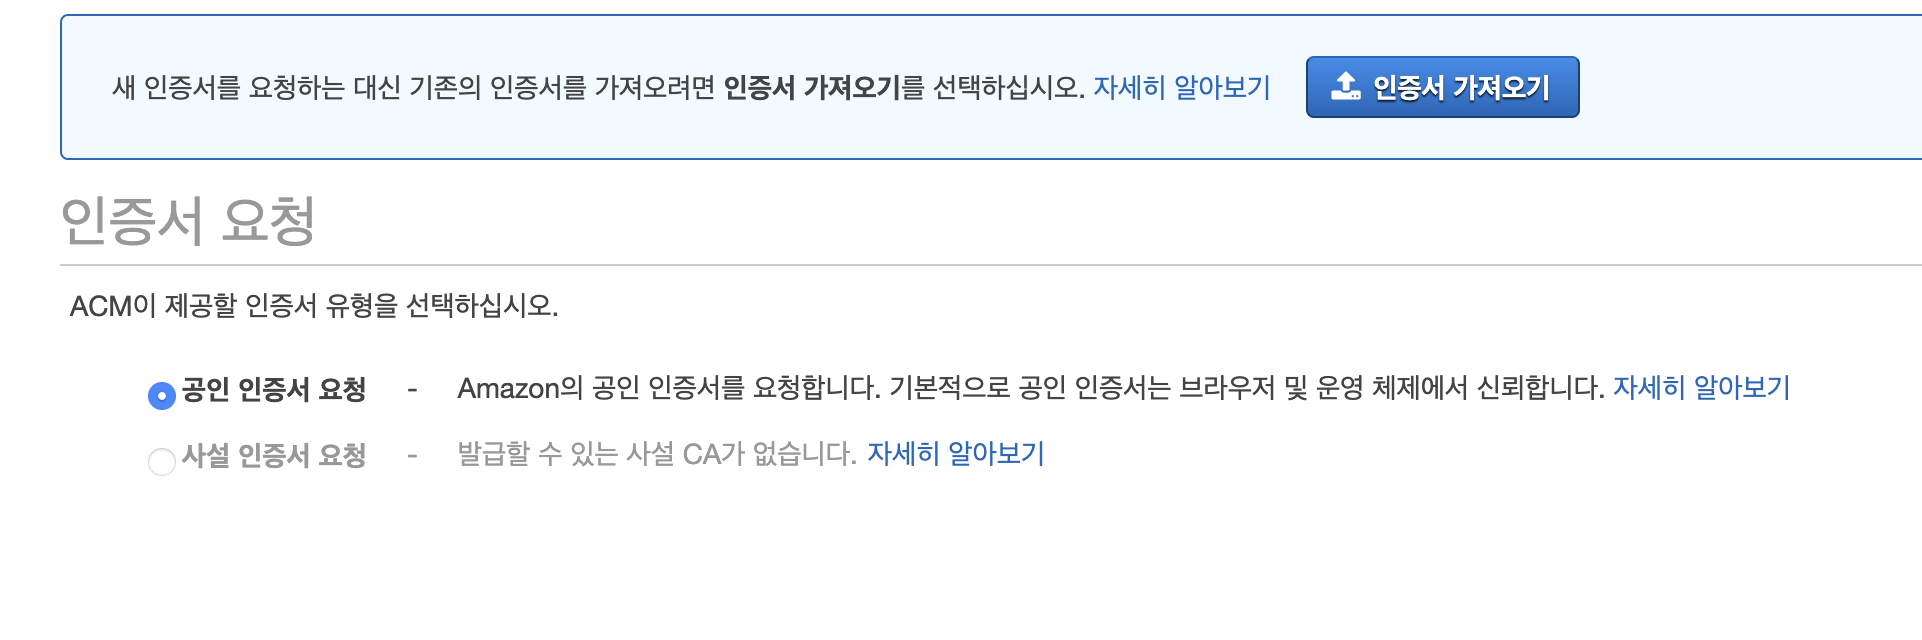 새 인증서를 요청하는 대신 기존의 인증서를 가져오려면 인증서 가져오기를 선택하십시오. 자세히 알아보기 인증서 가져오기
인증서 요청
ACM이 제공할 인증서 유형을 선택하십시오.
공인 인증서 요청 - Amazon의 공인 인증서를 요청합니다. 기본적으로 공인 인증서는 브라우저 및 운영 체제에서 신뢰합니다. 자세히 알아보기
사설 인증서 요청 - 발급할 수 있는 사설 CA가 없습니다. 자세히 알아보기